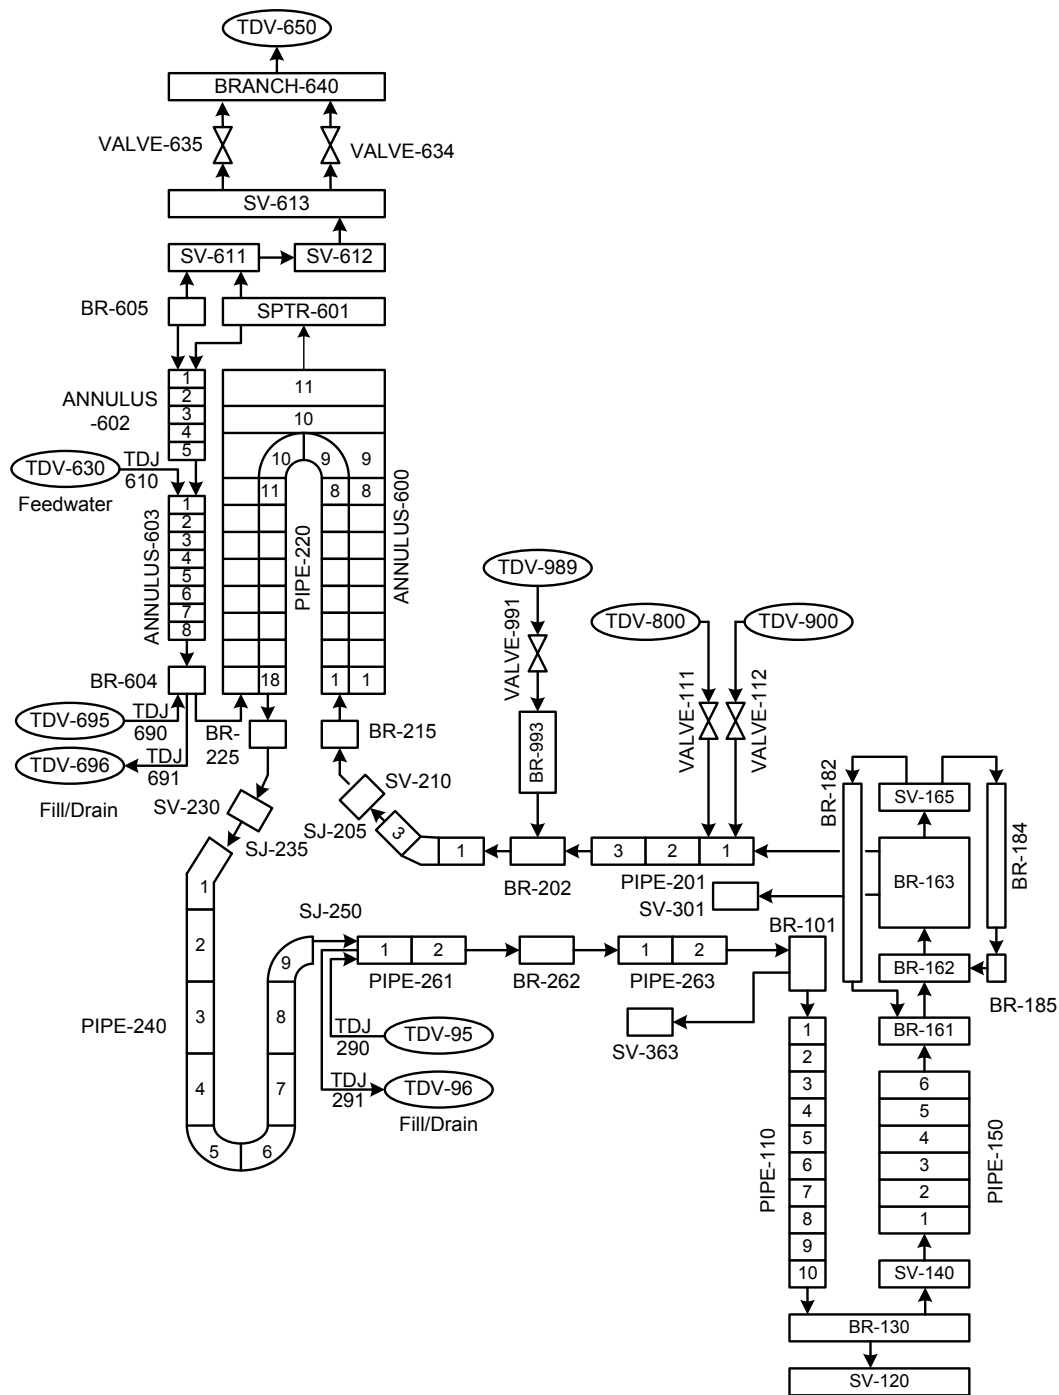 TDV-650
BRANCH-640
VALVE-635
VALVE-634
SV-613
SV-611
SV-612
BR-605
SPTR-601
ANNULUS
-602
1
2
3
4
5
TDV-630
TDJ
610
Feedwater
ANNULUS-603
1
2
3
4
5
6
7
8
BR-604
TDV-695
TDJ
690
TDV-696
TDJ
691
Fill/Drain
11
10
10
9
9
11
8
8
PIPE-220
ANNULUS-600
18
1
1
BR-
225
BR-215
SV-230
SJ-235
SV-210
SJ-205
3
1
TDV-989
VALVE-991
BR-993
BR-202
TDV-800
TDV-900
VALVE-111
VALVE-112
3
2
1
PIPE-201
SV-301
BR-182
SV-165
BR-184
BR-163
BR-162
BR-185
BR-161
BR-101
PIPE-240
1
2
3
4
5
6
7
8
9
SJ-250
1
2
PIPE-261
BR-262
1
2
PIPE-263
TDJ
290
TDV-95
TDJ
291
TDV-96
Fill/Drain
SV-363
PIPE-110
1
2
3
4
5
6
7
8
9
10
6
5
4
3
2
1
PIPE-150
SV-140
BR-130
SV-120